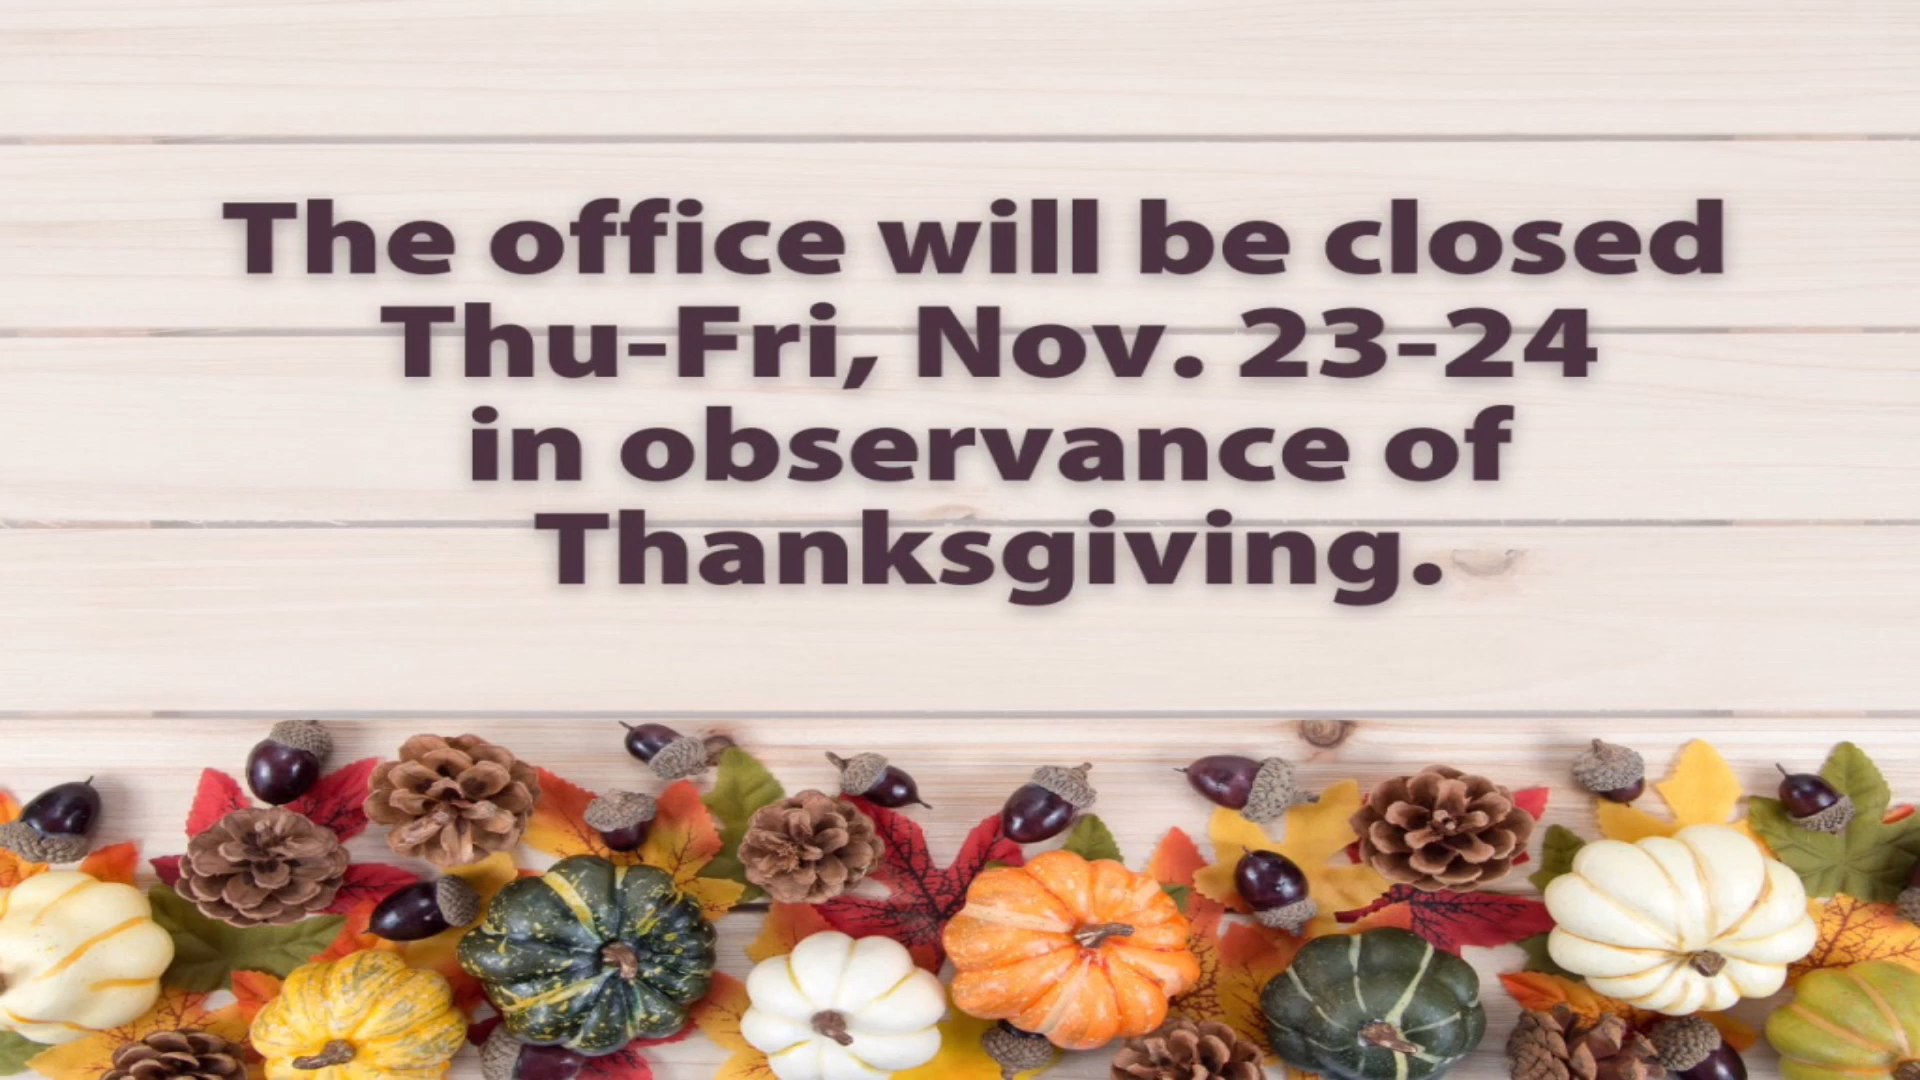 The office will be closed
Thu-Fri, Nov. 23-24
in observance of
Thanksgiving.